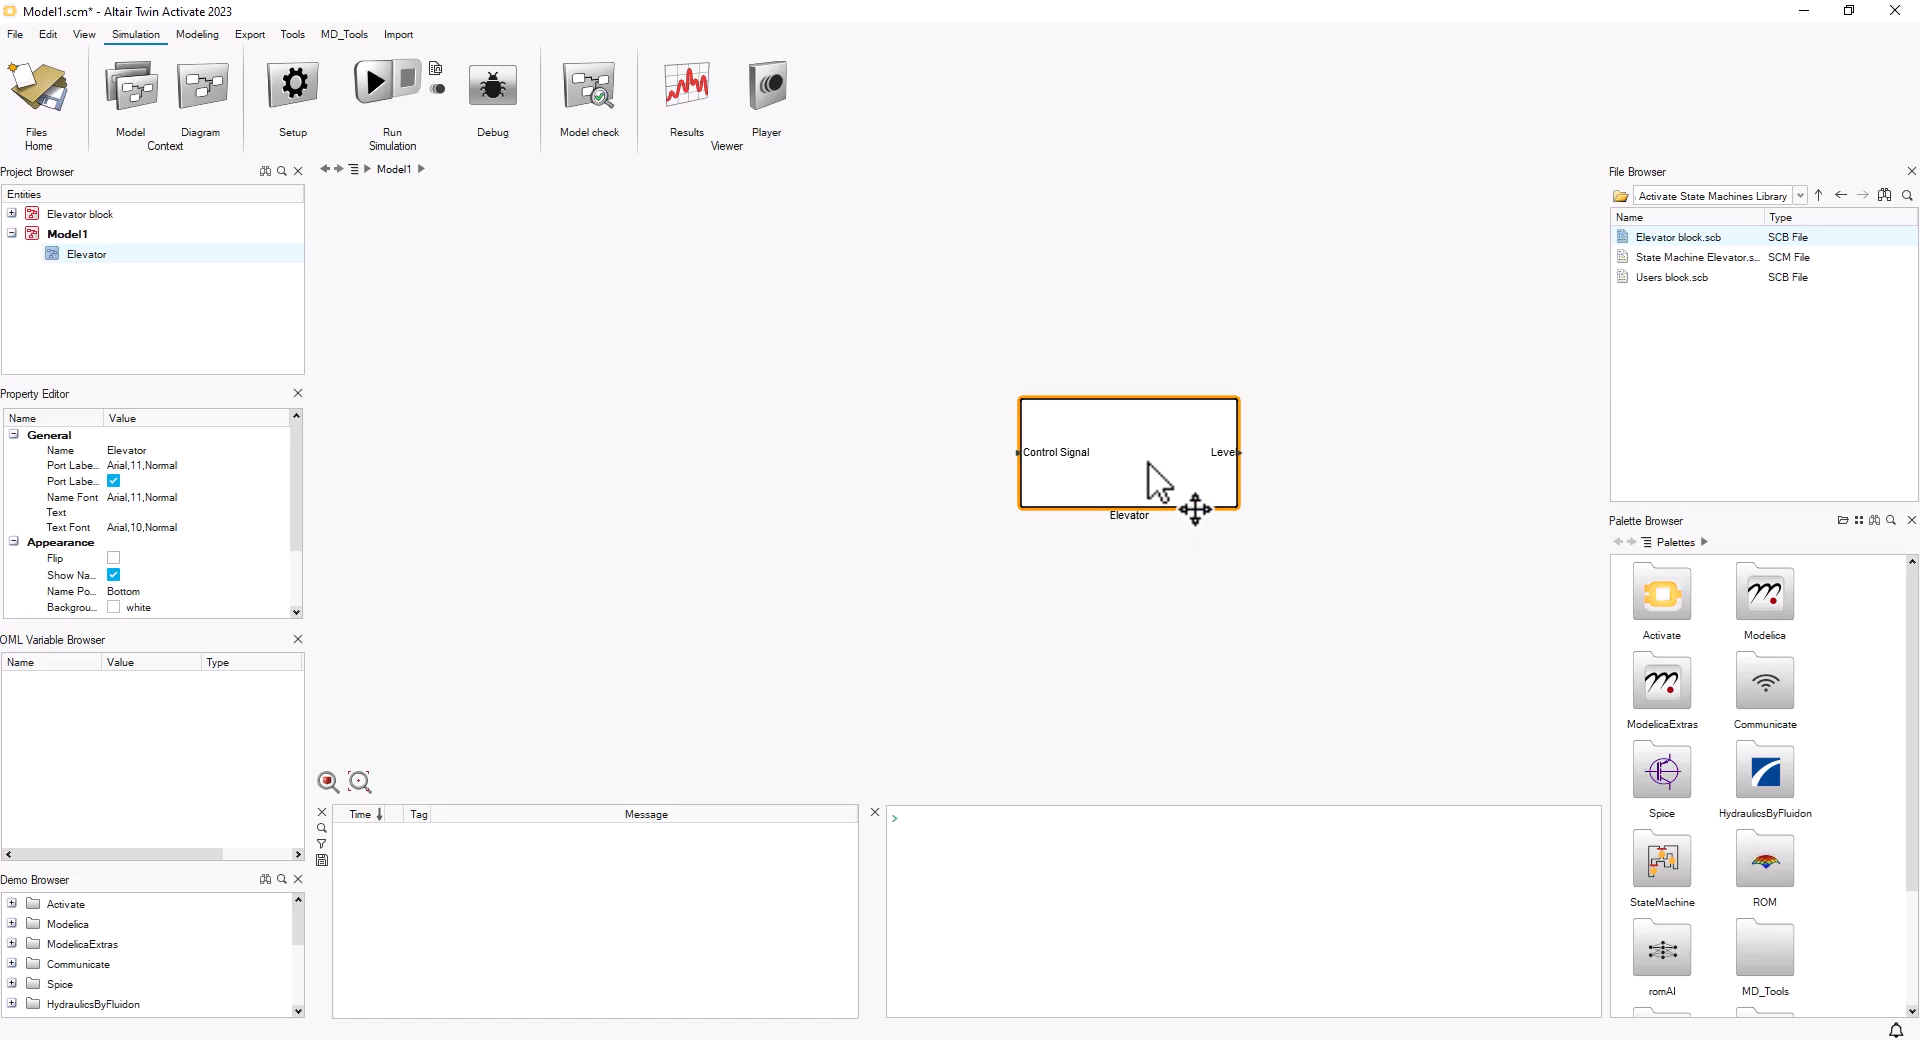 Model1.scm* - Altair Twin Activate 2023
File Edit View Simulation Modeling Export Tools MD_Tools Import
Files Model Diagram Setup Run Debug Model check Results Player
Home Context Simulation Viewer
Project Browser
Entities
Elevator block
Model1
Elevator
Property Editor
Name Value
General
Name Elevator
Port Labe... Arial,11,Normal
Port Labe...
Name Font Arial,11,Normal
Text
Text Font Arial,10,Normal
Appearance
Flip
Show Na...
Name Po... Bottom
Backgrou... white
OML Variable Browser
Name Value Type
Demo Browser
Activate
Modelica
ModelicaExtras
Communicate
Spice
HydraulicsByFluidon
Model1
Control Signal Level
Elevator
Time Tag Message
>
File Browser
Activate State Machines Library
Name Type
Elevator block.scb SCB File
State Machine Elevator.s... SCM File
Users block.scb SCB File
Palette Browser
Palettes
Activate Modelica
ModelicaExtras Communicate
Spice HydraulicsByFluidon
StateMachine ROM
romAI MD_Tools